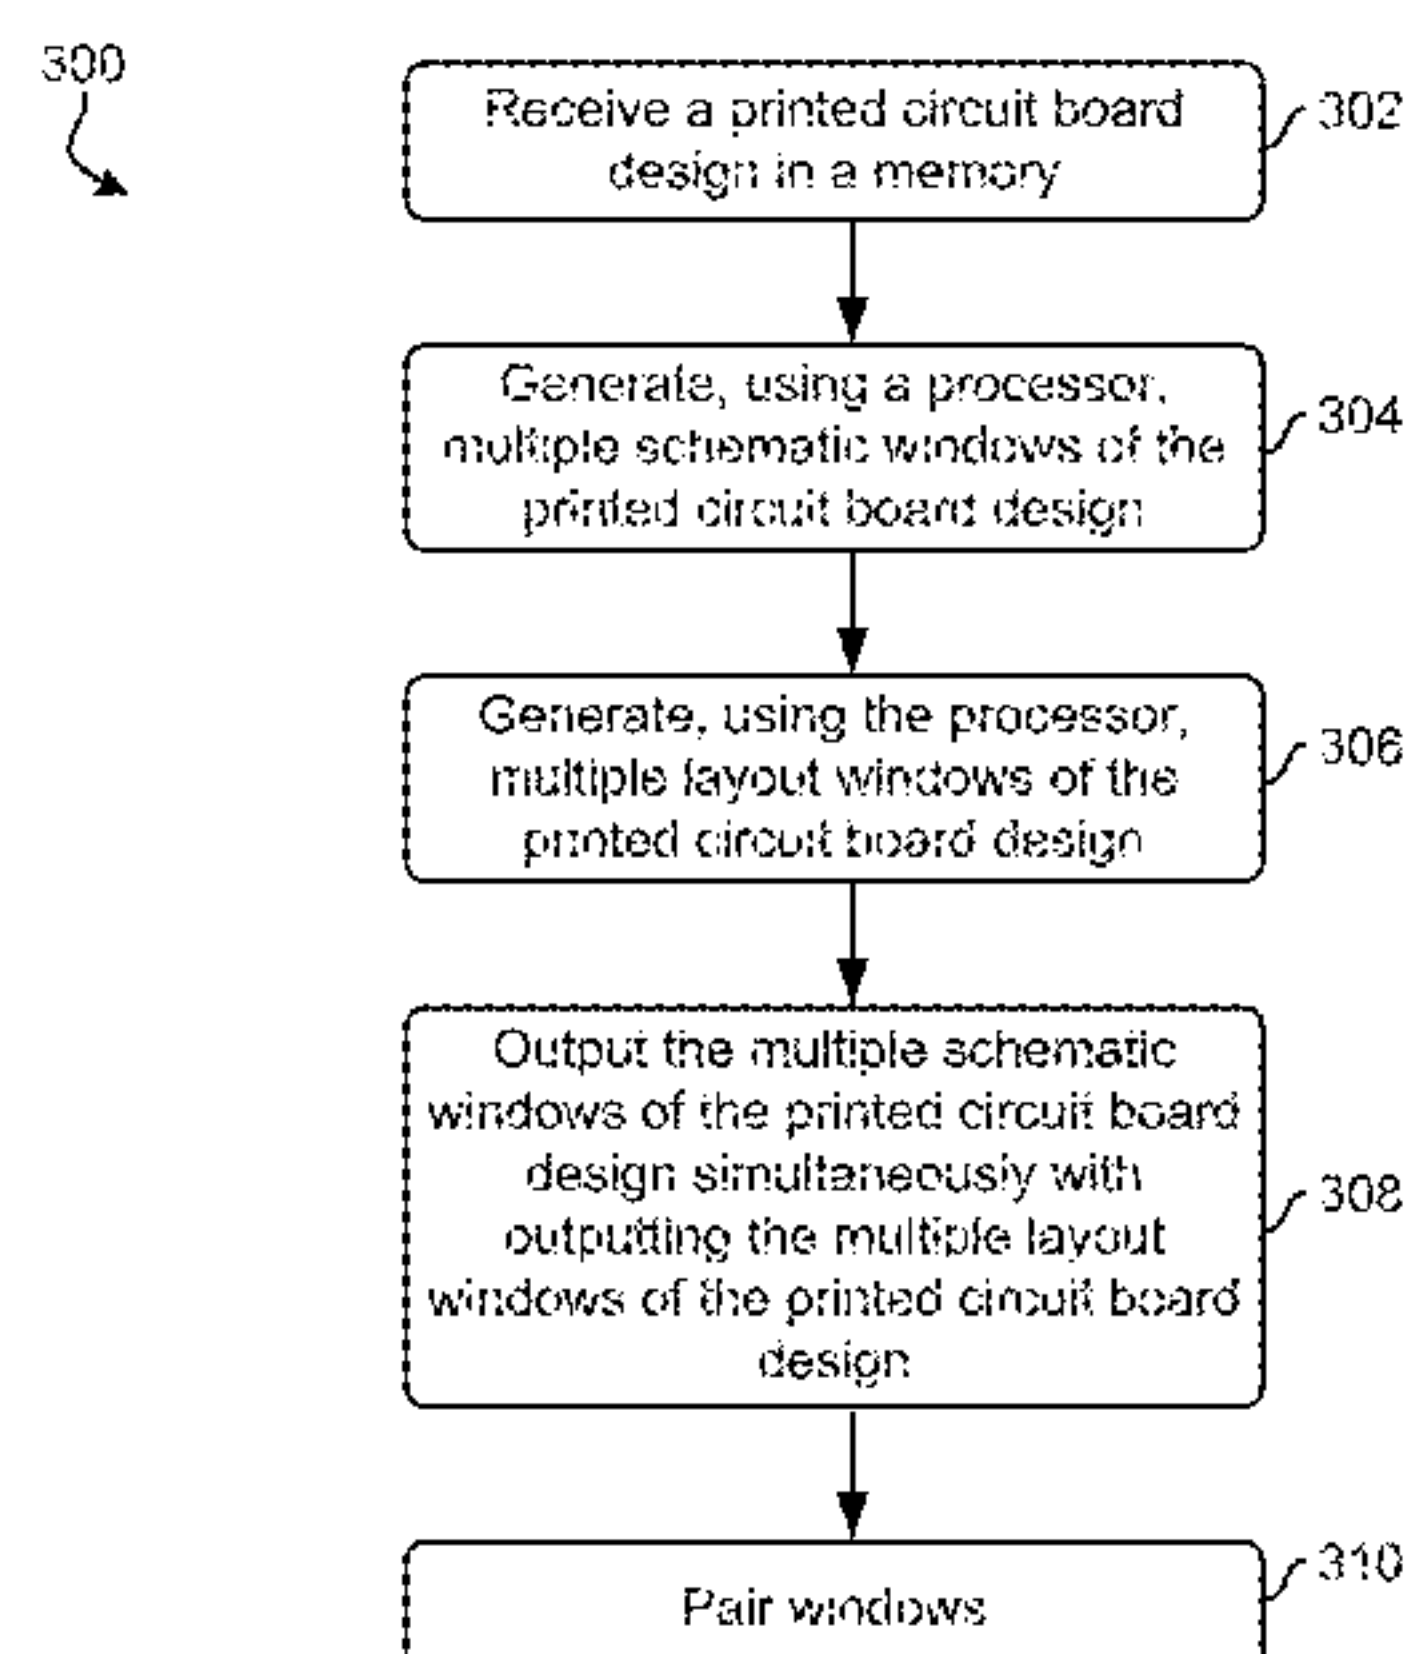 300
Receive a printed circuit board
design in a memory
302
Generate, using a processor,
multiple schematic windows of the
printed circuit board design
304
Generate, using the processor,
multiple layout windows of the
printed circuit board design
306
Output the multiple schematic
windows of the printed circuit board
design simultaneously with
outputting the multiple layout
windows of the printed circuit board
design
308
Pair windows
310